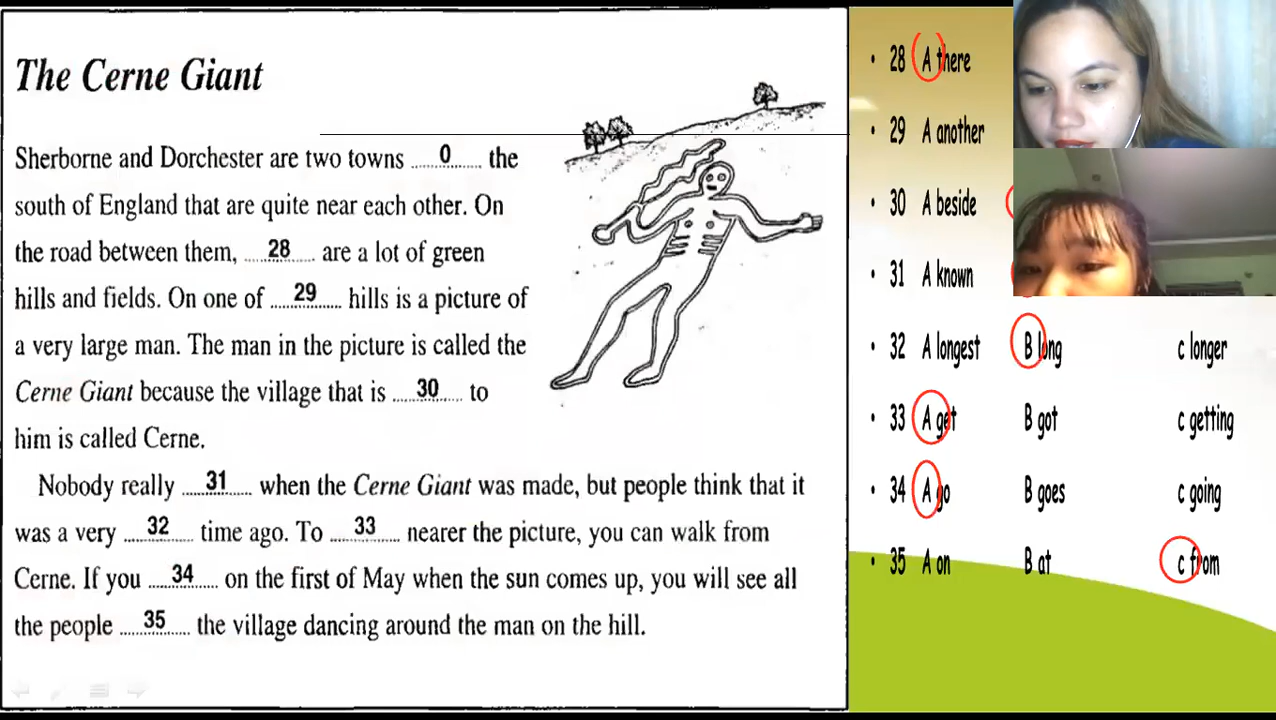 The Cerne Giant
Sherborne and Dorchester are two towns ......0...... the
south of England that are quite near each other. On
the road between them, ......28...... are a lot of green
hills and fields. On one of ......29...... hills is a picture of
a very large man. The man in the picture is called the
Cerne Giant because the village that is ......30...... to
him is called Cerne.
Nobody really ......31...... when the Cerne Giant was made, but people think that it
was a very ......32...... time ago. To ......33...... nearer the picture, you can walk from
Cerne. If you ......34...... on the first of May when the sun comes up, you will see all
the people ......35...... the village dancing around the man on the hill.
• 28 A there
• 29 A another
• 30 A beside
• 31 A known
• 32 A longest B long c longer
• 33 A get B got c getting
• 34 A go B goes c going
• 35 A on B at c from